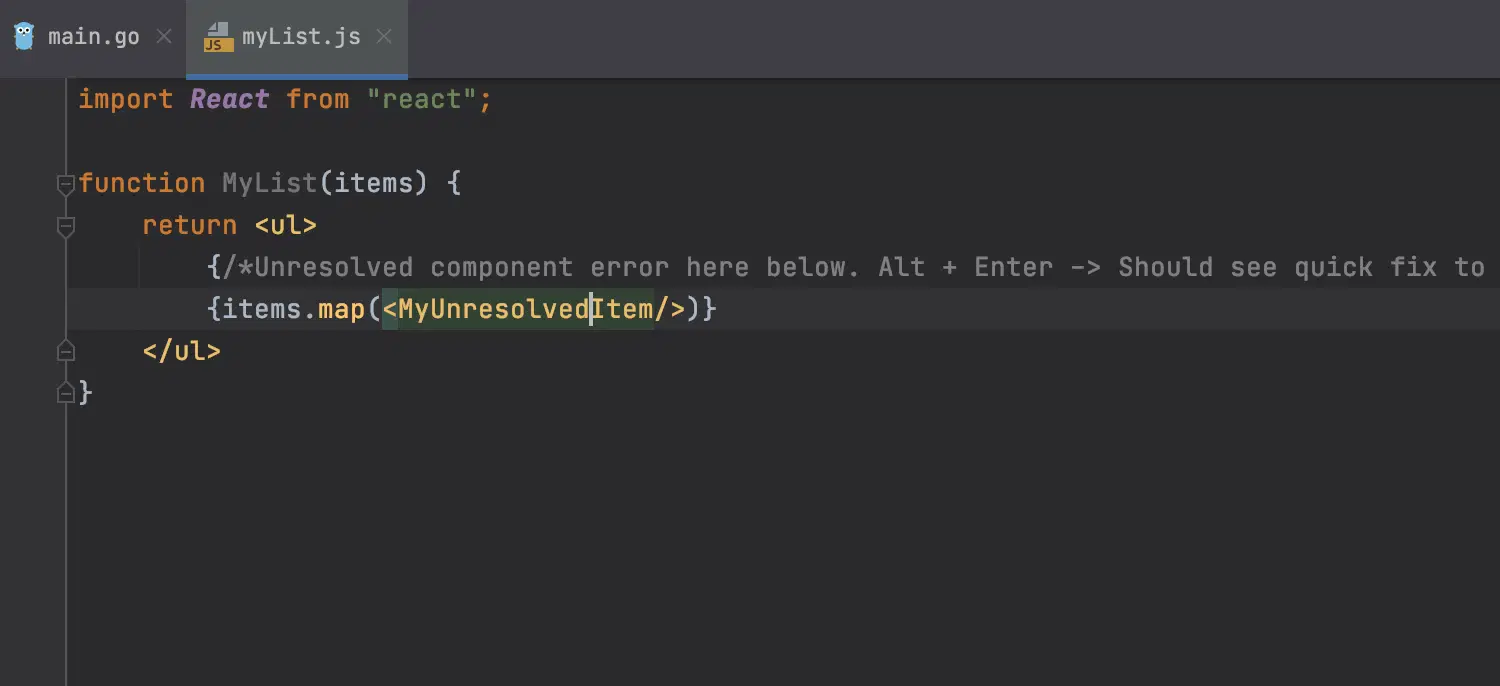 main.go
JS myList.js
import React from "react";
function MyList(items) {
return <ul>
{/*Unresolved component error here below. Alt + Enter -> Should see quick fix to
{items.map(<MyUnresolvedItem/>)}
</ul>
}